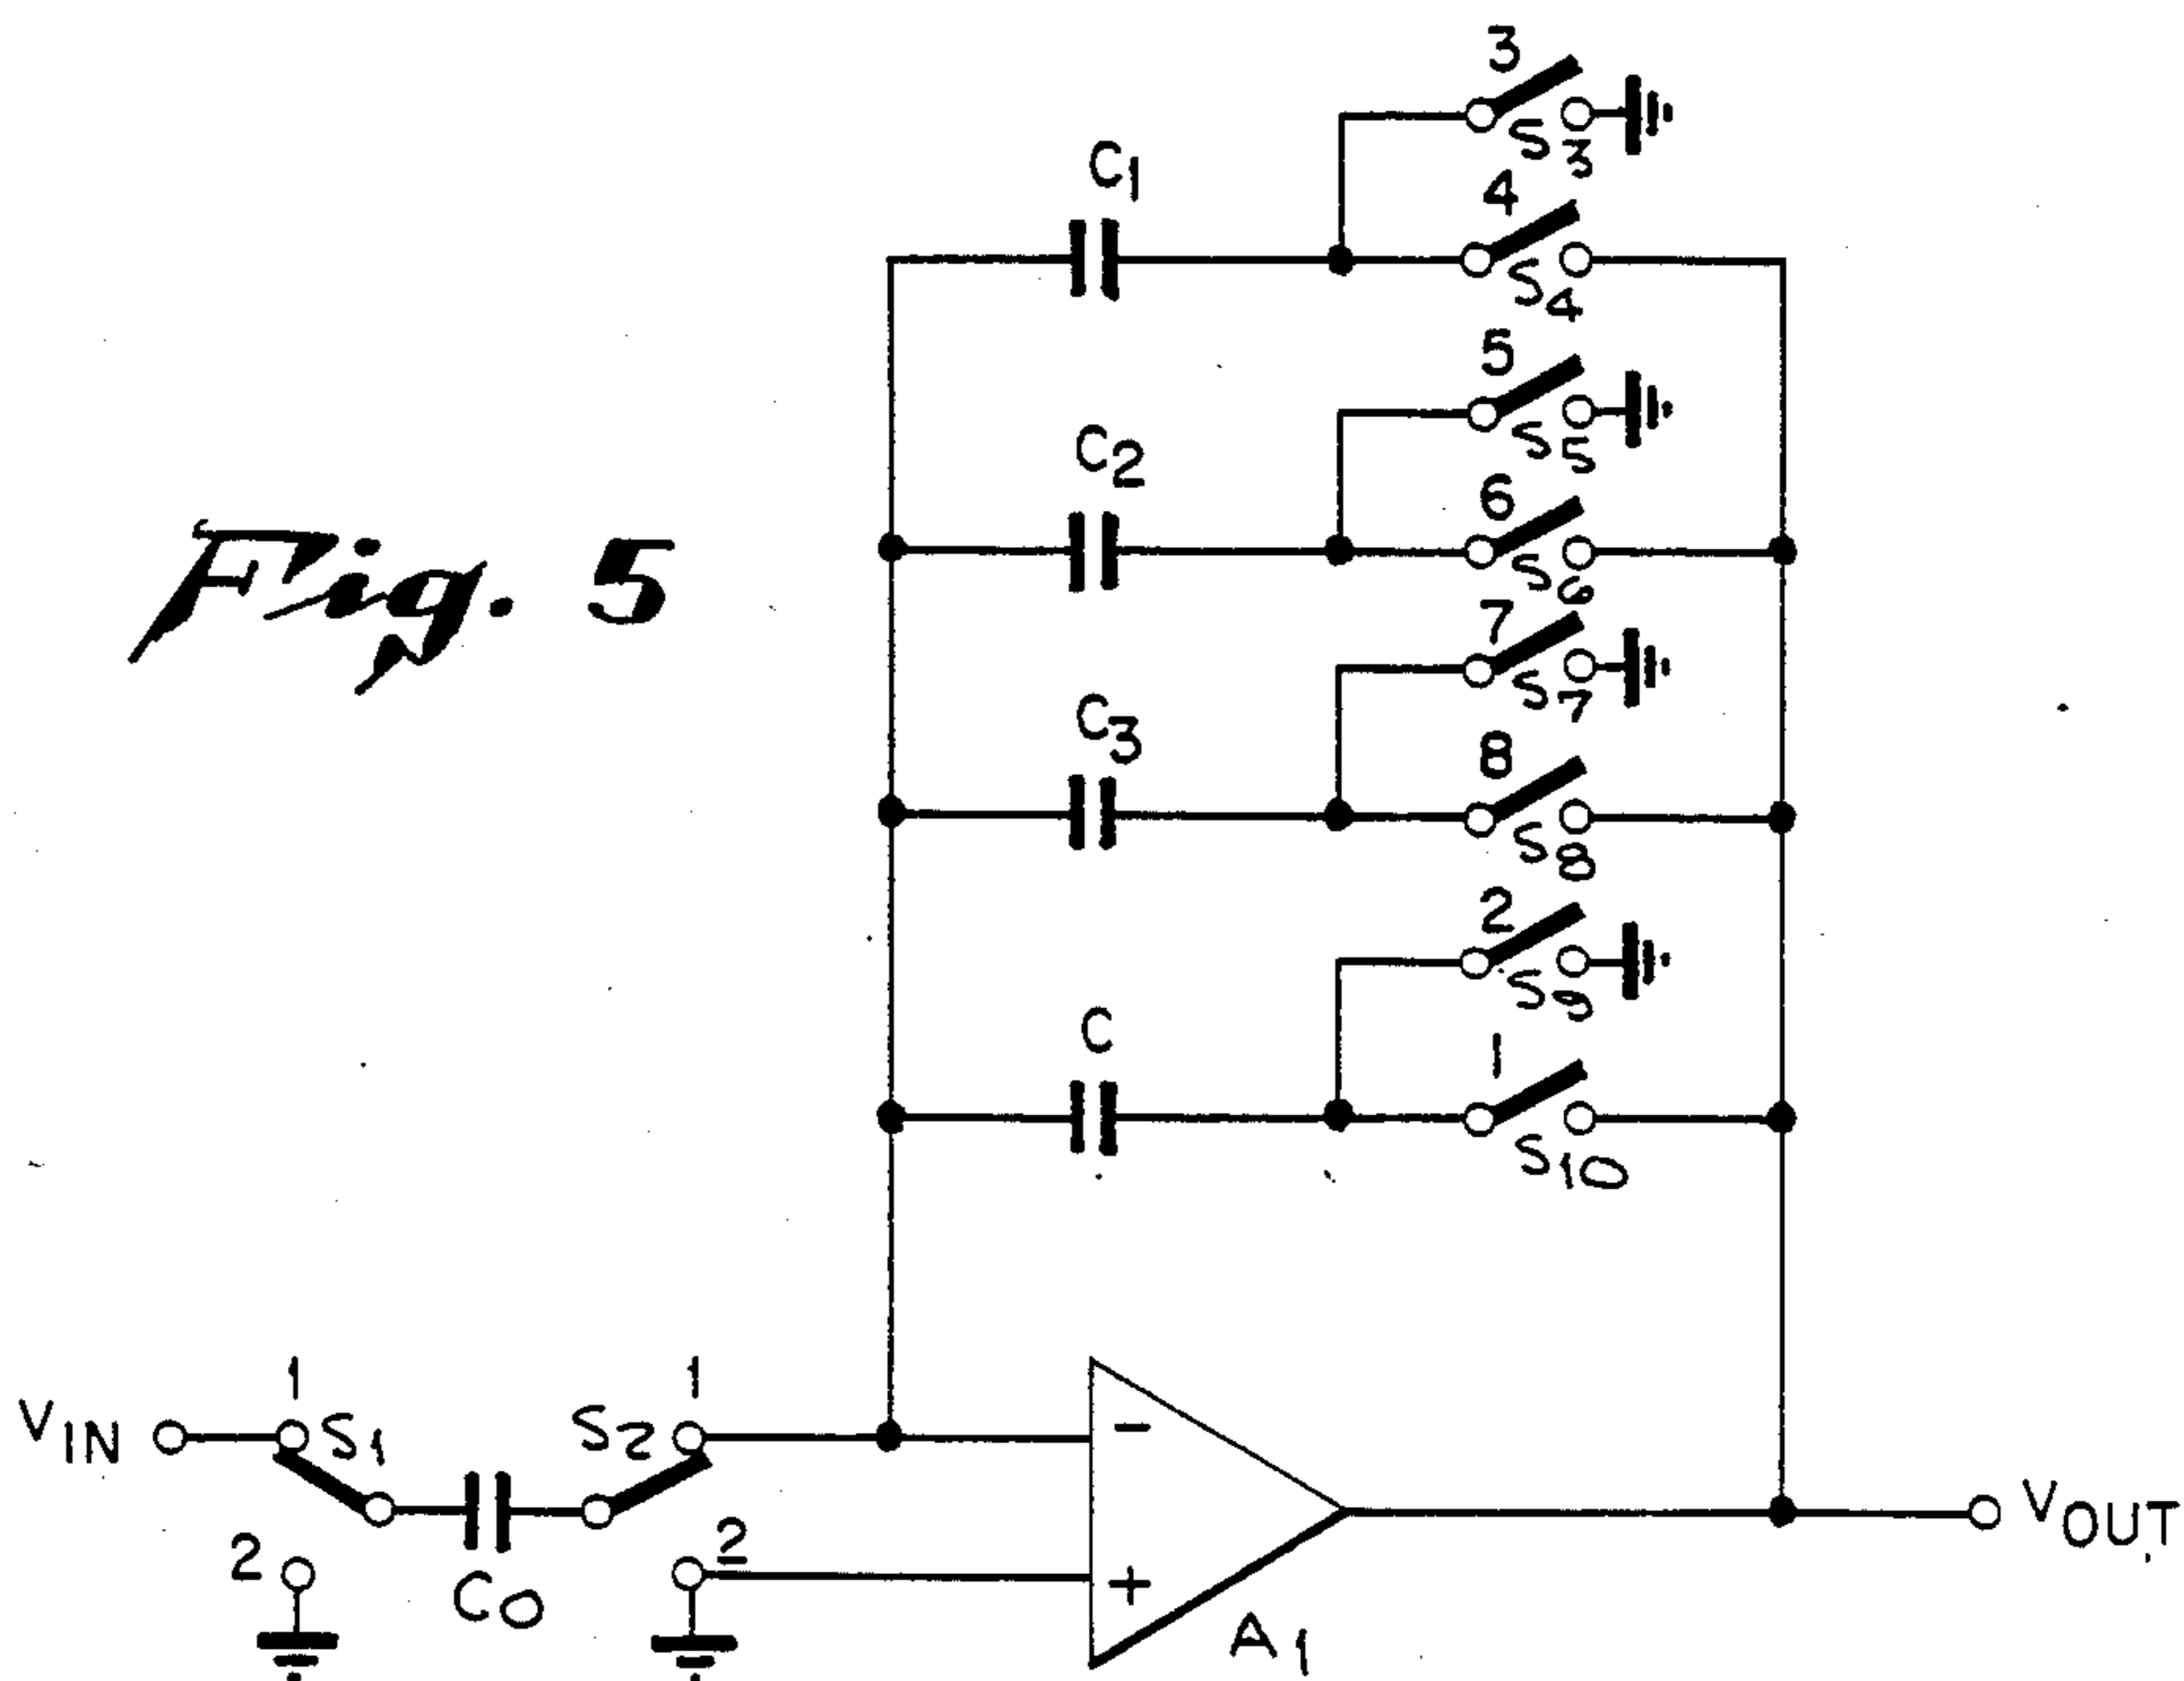 3
S3
C1
4
S4
5
S5
C2
6
S6
Fig. 5
7
S7
C3
8
S8
2
S9
C
1
S10
1
1
VIN
S1
S2
−
2
2
VOUT
C0
+
A1